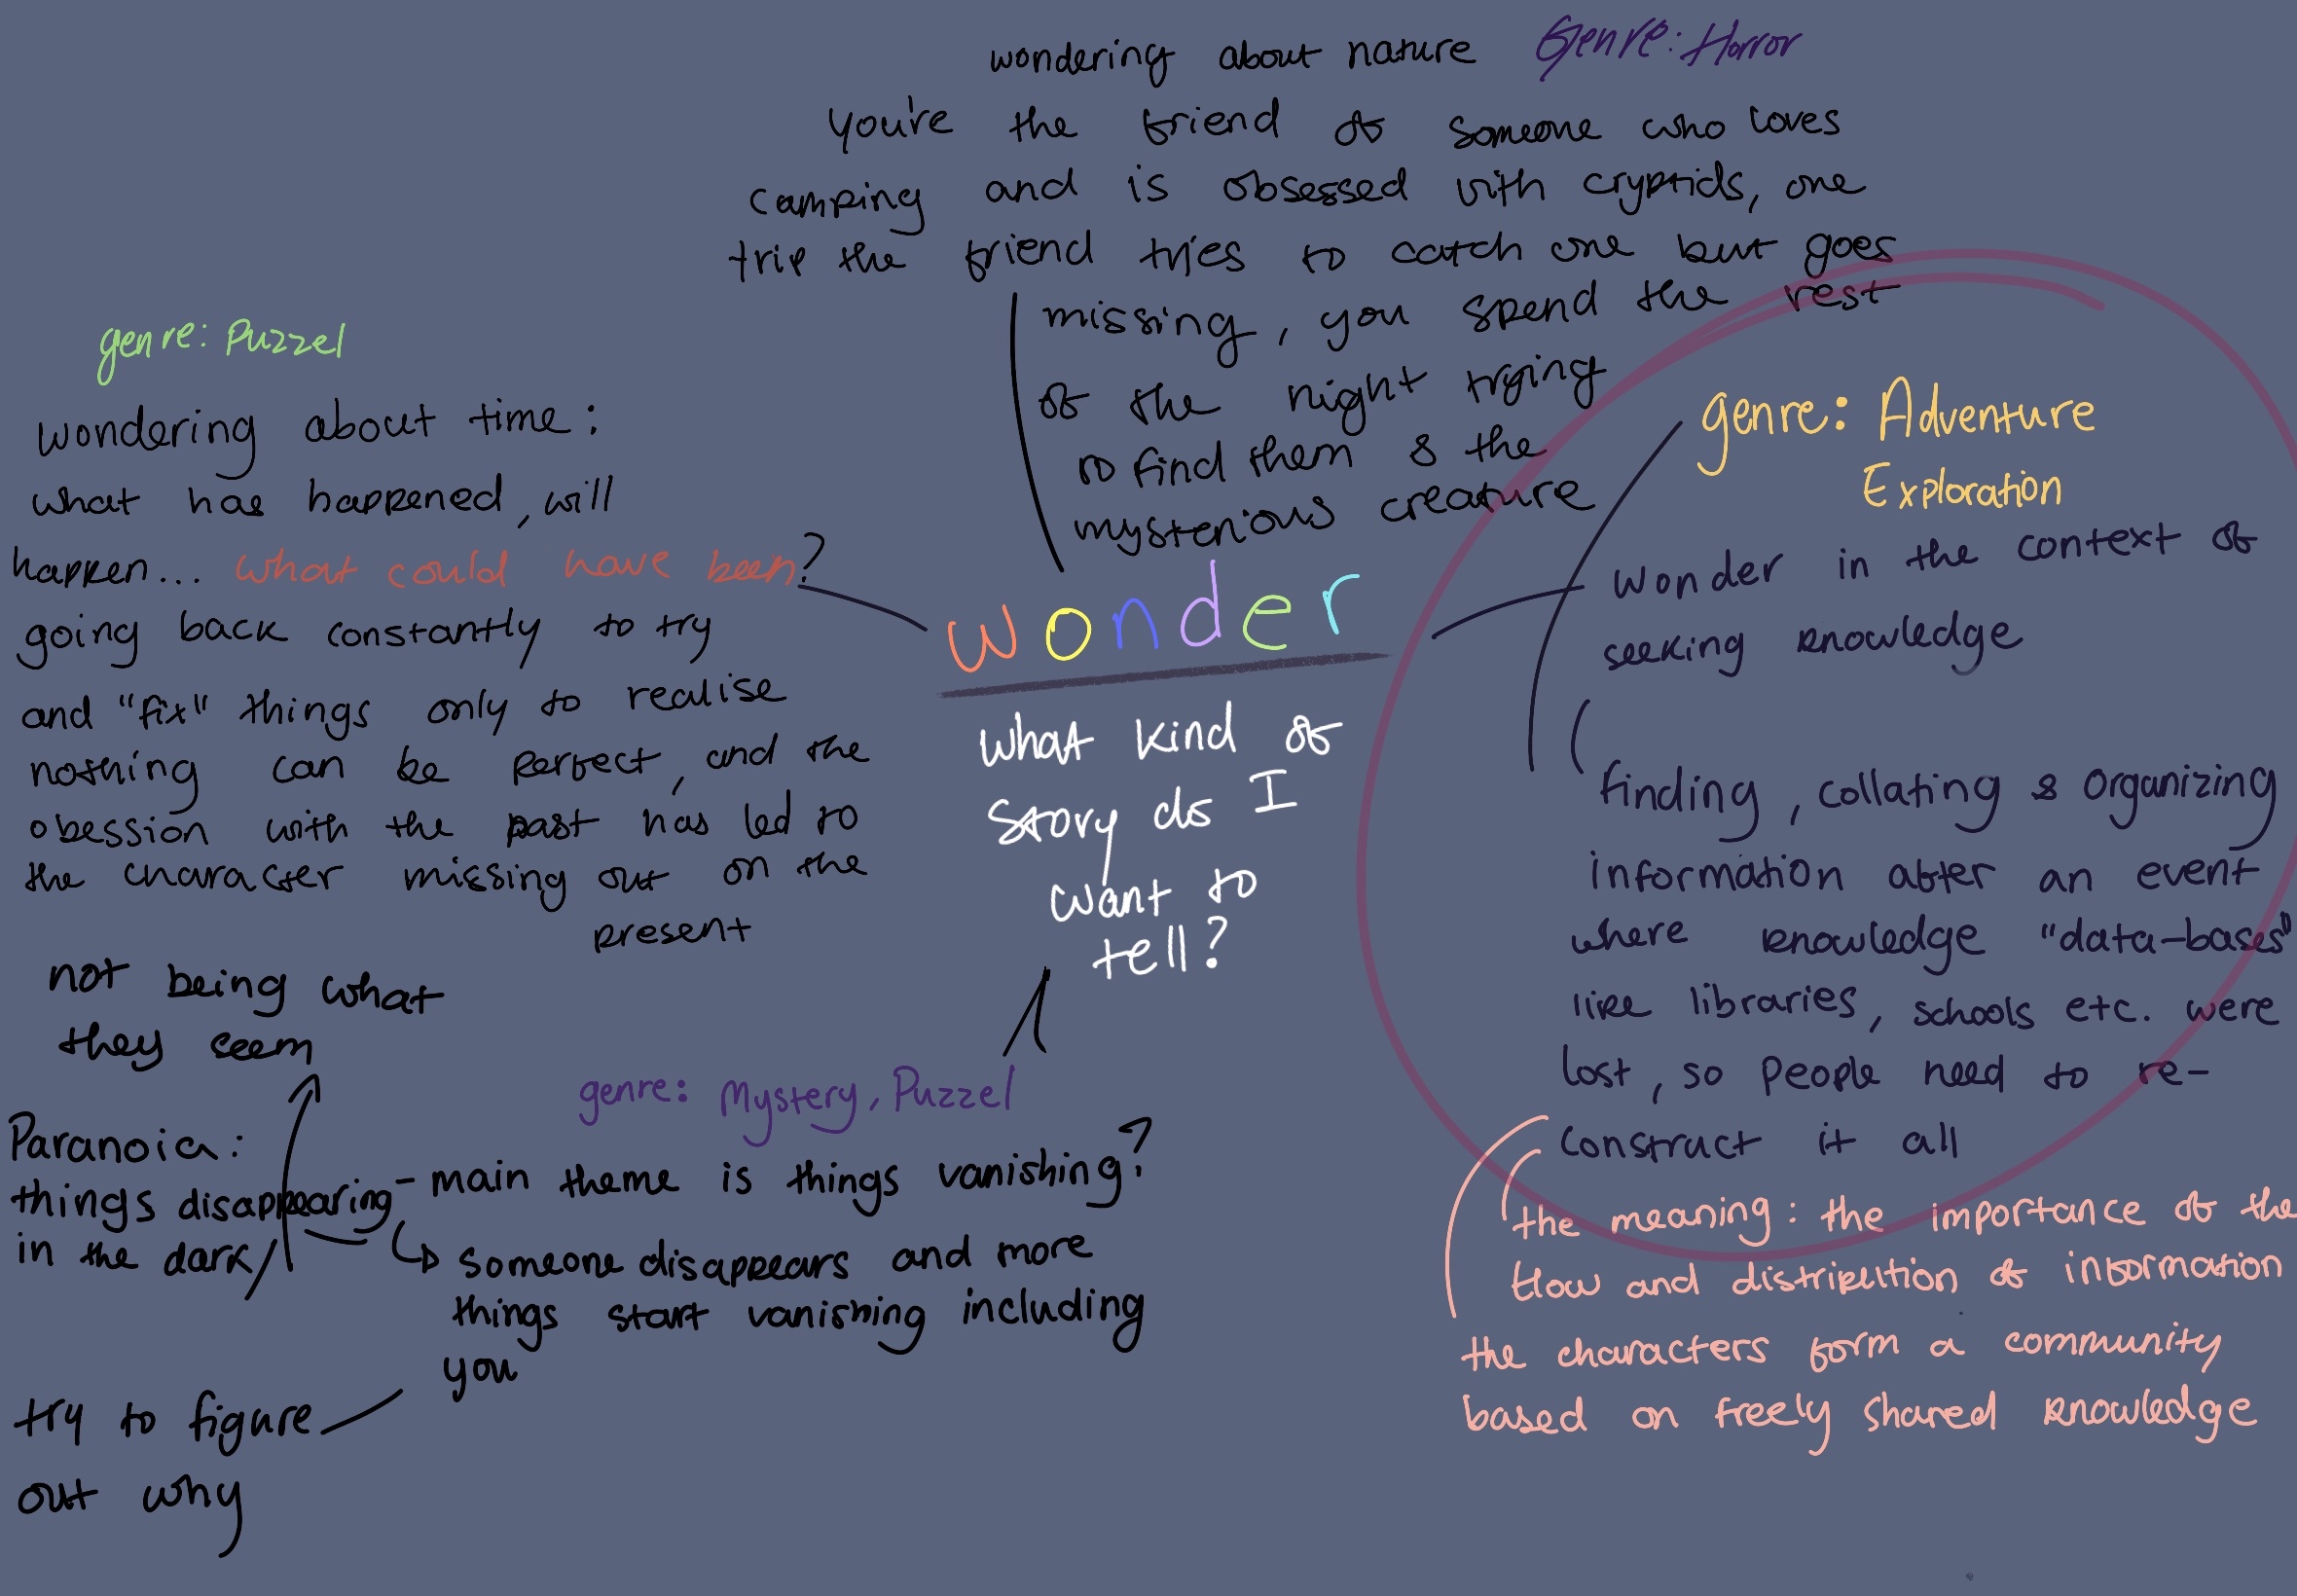 wondering about nature Genre: Horror
you're the friend of someone who loves
camping and is obsessed with cryptids, one
trip the friend tries to catch one but goes
missing, you spend the rest
of the night trying
to find them & the
mysterious creature
genre: Puzzel
wondering about time:
what has happened, will
happen... what could have been?
going back constantly to try
and "fix" things only to realise
nothing can be perfect, and the
obession with the past has led to
the character missing out on the
present
wonder
what kind of
story do I
want to
tell?
genre: Adventure
Exploration
wonder in the context of
seeking knowledge
finding, collating & organizing
information after an event
where knowledge "data-bases"
like libraries, schools etc. were
lost, so people need to re-
construct it all
the meaning: the importance of the
flow and distribution of information
the characters form a community
based on freely shared knowledge
genre: Mystery, Puzzel
- main theme is things vanishing?
someone disappears and more
things start vanishing including
you
not being what
they seem
Paranoia:
things disappearing
in the dark,
try to figure
out why